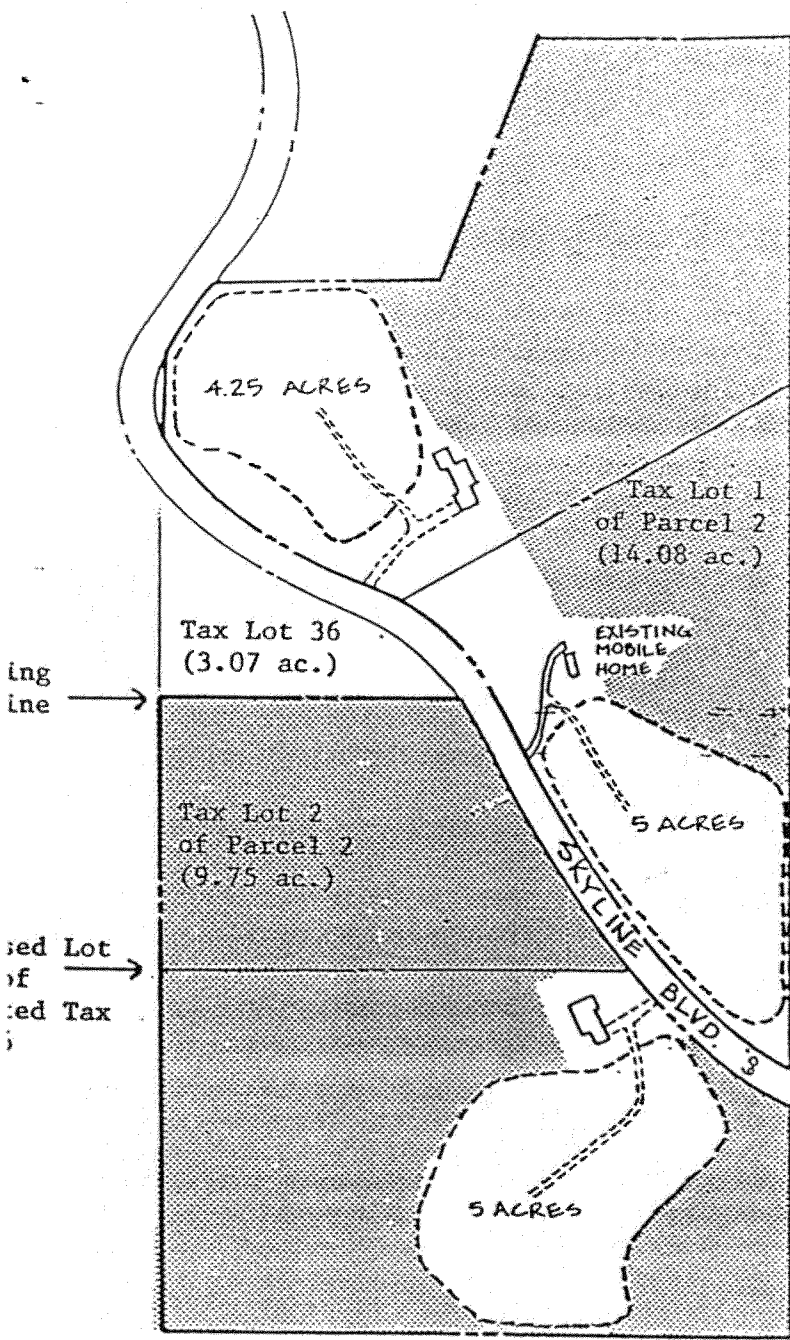 4.25 ACRES
Tax Lot 1
of Parcel 2
(14.08 ac.)
Tax Lot 36
(3.07 ac.)
EXISTING
MOBILE
HOME
ing
ine
Tax Lot 2
of Parcel 2
(9.75 ac.)
5 ACRES
SKYLINE BLVD.
sed Lot
of
ted Tax
5 ACRES